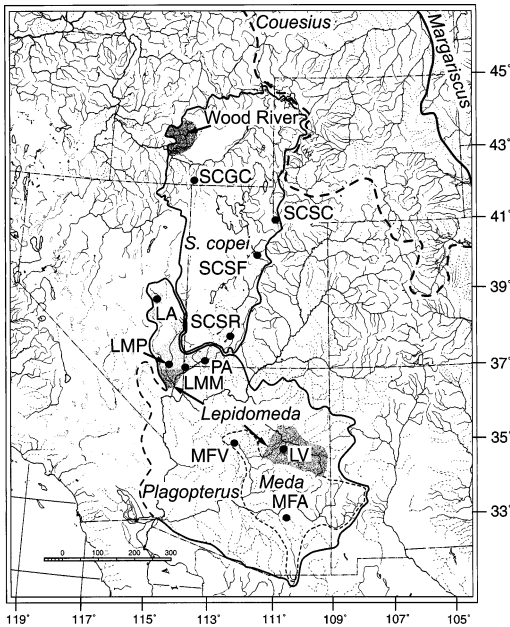 Couesius
Margariscus
45°
Wood River
43°
SCGC
SCSC
41°
S. copei
SCSF
39°
LA
SCSR
LMP
37°
PA
LMM
Lepidomeda
35°
MFV
LV
Plagopterus
Meda
MFA
33°
0 100 200 300
119° 117° 115° 113° 111° 109° 107° 105°